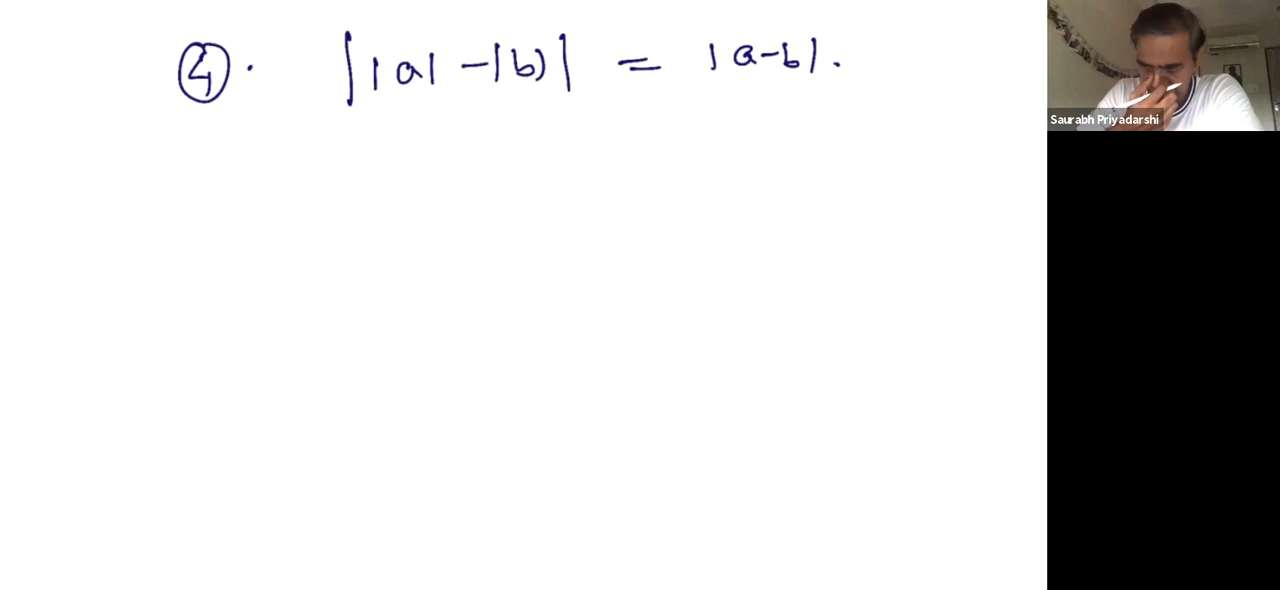 ④. ||a| - |b|| = |a-b|.
Saurabh Priyadarshi